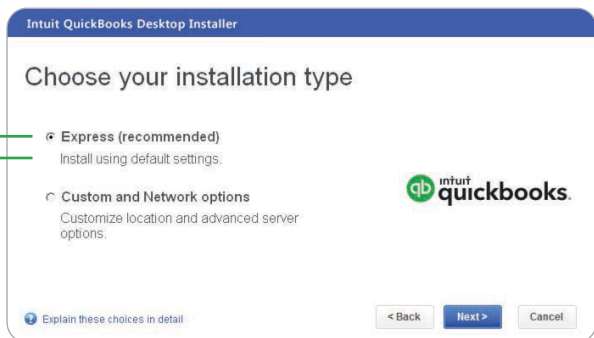 Intuit QuickBooks Desktop Installer
Choose your installation type
Express (recommended)
Install using default settings.
Custom and Network options
Customize location and advanced server
options.
qb intuit quickbooks.
Explain these choices in detail
< Back
Next >
Cancel